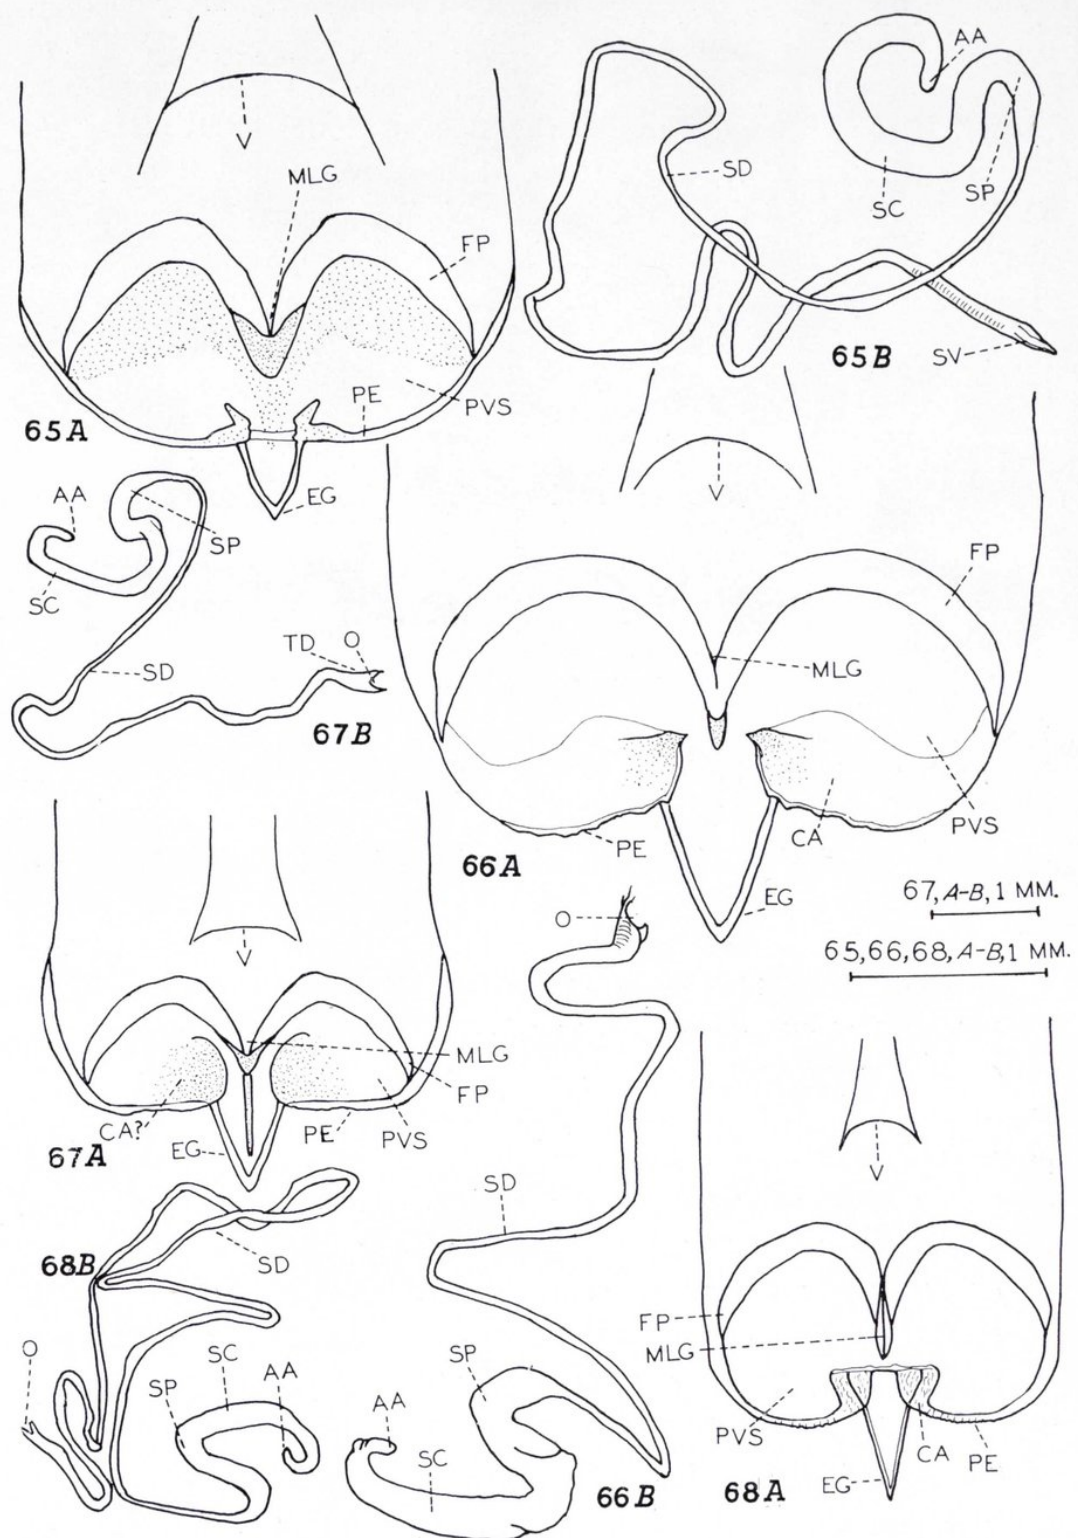 AA
V
MLG
SD
FP
SC
SP
65B
SV
PE
PVS
65A
V
AA
EG
SP
FP
SC
TD O
SD
MLG
67B
CA
PVS
PE
66A
EG
67, A-B, 1 MM.
O
65,66,68, A-B,1 MM.
V
MLG
FP
CA?
PE
PVS
EG
67A
V
SD
68B
SD
FP
MLG
O
SC
SP
AA
SP
AA
SC
PVS
CA
PE
EG
66B
68A